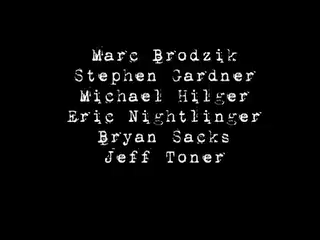 Marc Brodzik
Stephen Gardner
Michael Hilger
Eric Nightlinger
Bryan Sacks
Jeff Toner